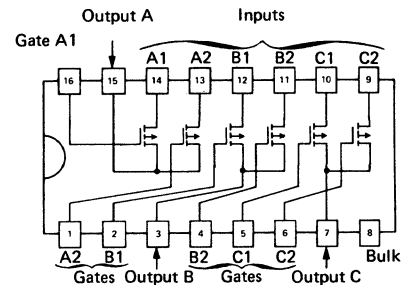 Output A Inputs
Gate A1
A1 A2 B1 B2 C1 C2
16 15 14 13 12 11 10 9
1 2 3 4 5 6 7 8
A2 B1 B2 C1 C2 Bulk
Gates Output B Gates Output C